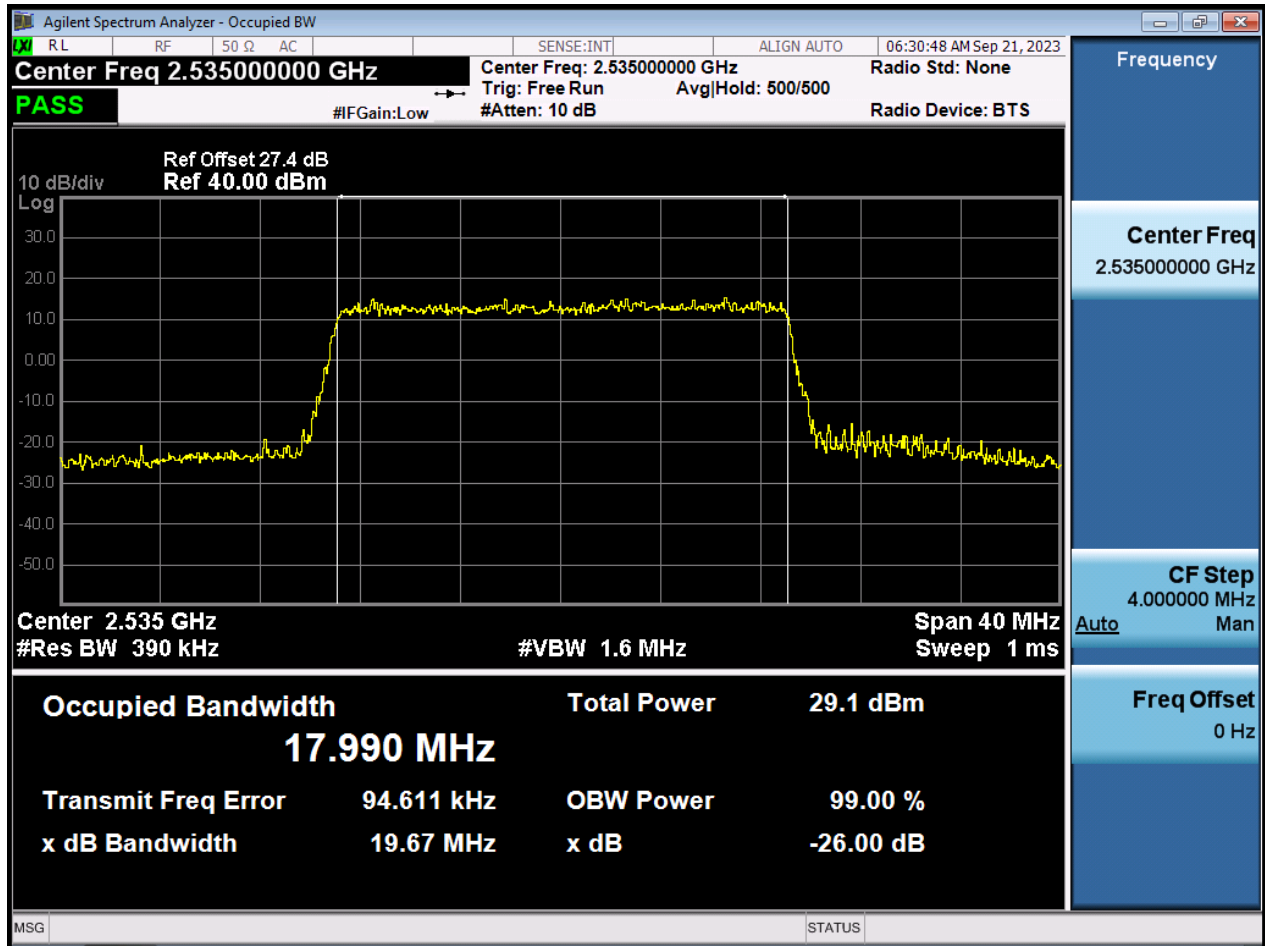 Agilent Spectrum Analyzer - Occupied BW
LXI RL RF 50 Ω AC SENSE:INT ALIGN AUTO 06:30:48 AM Sep 21, 2023
Center Freq 2.535000000 GHz
PASS
#IFGain:Low
Center Freq: 2.535000000 GHz
Trig: Free Run Avg|Hold: 500/500
#Atten: 10 dB
Radio Std: None
Radio Device: BTS
Ref Offset 27.4 dB
10 dB/div Ref 40.00 dBm
Log
30.0
20.0
10.0
0.00
-10.0
-20.0
-30.0
-40.0
-50.0
Center 2.535 GHz Span 40 MHz
#Res BW 390 kHz #VBW 1.6 MHz Sweep 1 ms
Occupied Bandwidth Total Power 29.1 dBm
17.990 MHz
Transmit Freq Error 94.611 kHz OBW Power 99.00 %
x dB Bandwidth 19.67 MHz x dB -26.00 dB
MSG STATUS
Frequency
Center Freq
2.535000000 GHz
CF Step
4.000000 MHz
Auto Man
Freq Offset
0 Hz